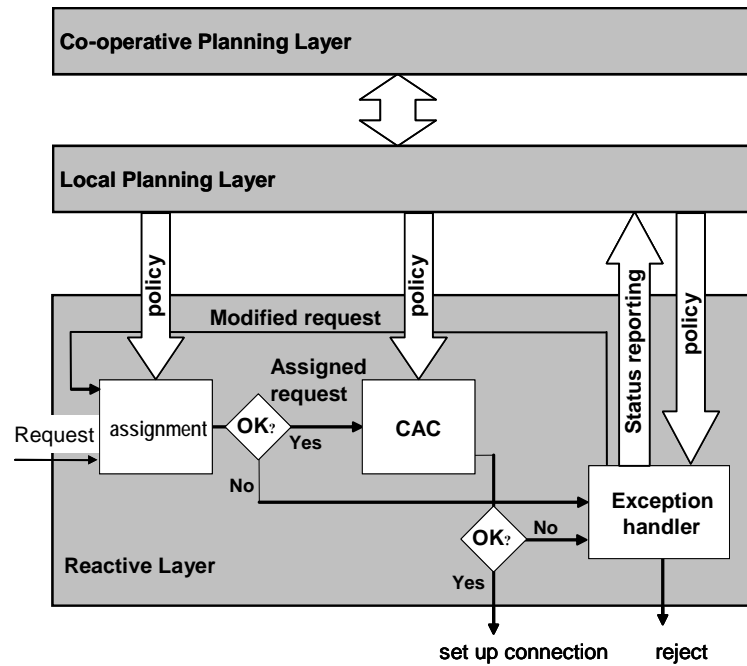 Co-operative Planning Layer
Local Planning Layer
policy
policy
Status reporting
policy
Modified request
Assigned
request
Request
assignment
OK?
Yes
CAC
No
Exception
handler
OK?
No
Reactive Layer
Yes
set up connection
reject